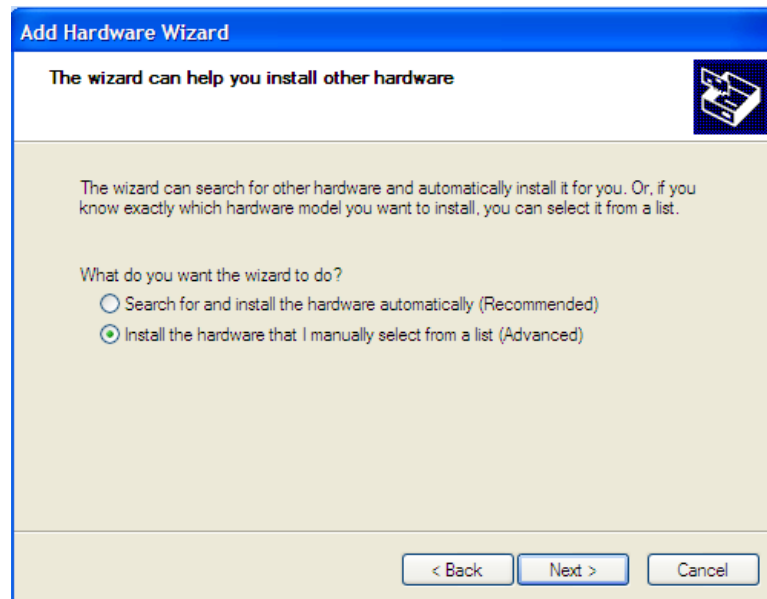 Add Hardware Wizard
The wizard can help you install other hardware
The wizard can search for other hardware and automatically install it for you. Or, if you
know exactly which hardware model you want to install, you can select it from a list.
What do you want the wizard to do?
Search for and install the hardware automatically (Recommended)
Install the hardware that I manually select from a list (Advanced)
< Back Next > Cancel